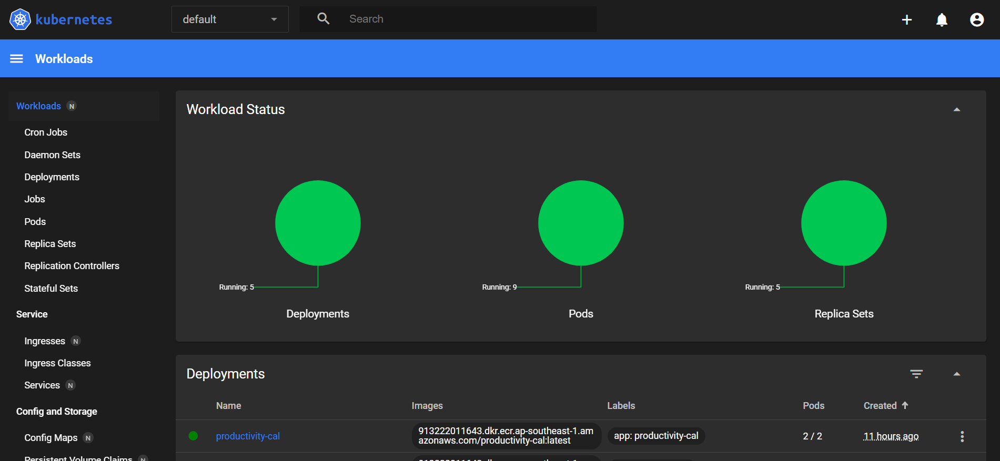 kubernetes
default
Search
Workloads
Workloads N
Cron Jobs
Daemon Sets
Deployments
Jobs
Pods
Replica Sets
Replication Controllers
Stateful Sets
Service
Ingresses N
Ingress Classes
Services N
Config and Storage
Config Maps N
Persistent Volume Claims N
Workload Status
Running: 5
Deployments
Running: 9
Pods
Running: 5
Replica Sets
Deployments
Name Images Labels Pods Created
productivity-cal
913222011643.dkr.ecr.ap-southeast-1.am
azonaws.com/productivity-cal:latest
app: productivity-cal
2 / 2
11 hours ago